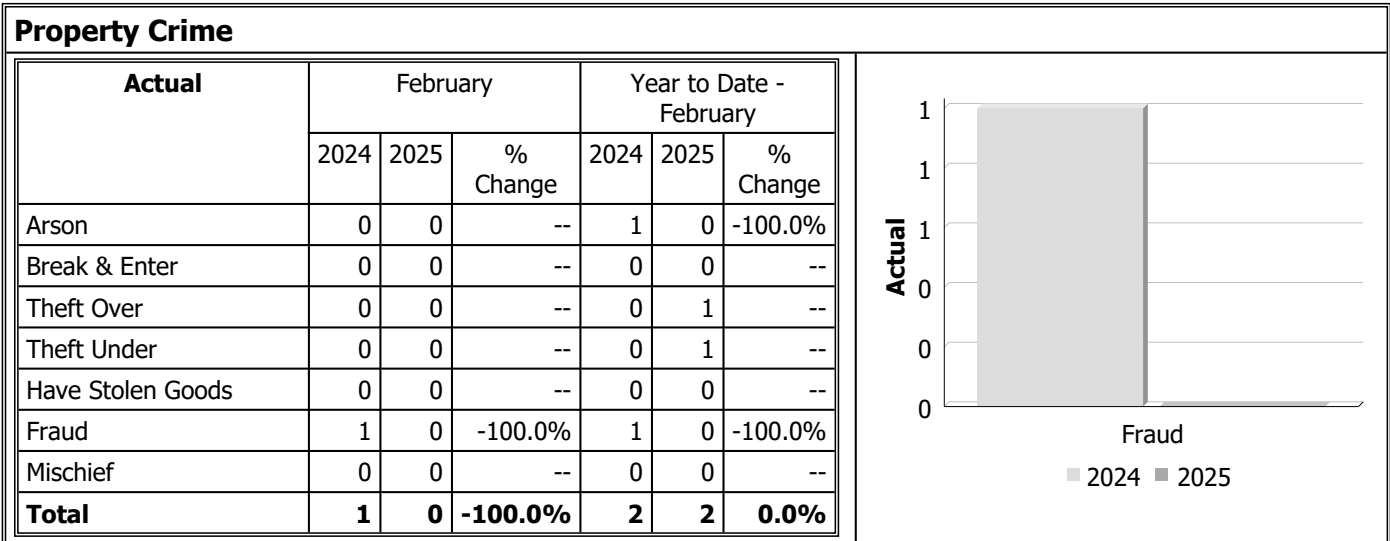 Property Crime
Actual February Year to Date -
February
2024 2025 % 2024 2025 %
Change Change
Arson 0 0 -- 1 0 -100.0%
Break & Enter 0 0 -- 0 0 --
Theft Over 0 0 -- 0 1 --
Theft Under 0 0 -- 0 1 --
Have Stolen Goods 0 0 -- 0 0 --
Fraud 1 0 -100.0% 1 0 -100.0%
Mischief 0 0 -- 0 0 --
Total 1 0 -100.0% 2 2 0.0%
Actual
1
1
1
0
0
0
Fraud
2024 2025